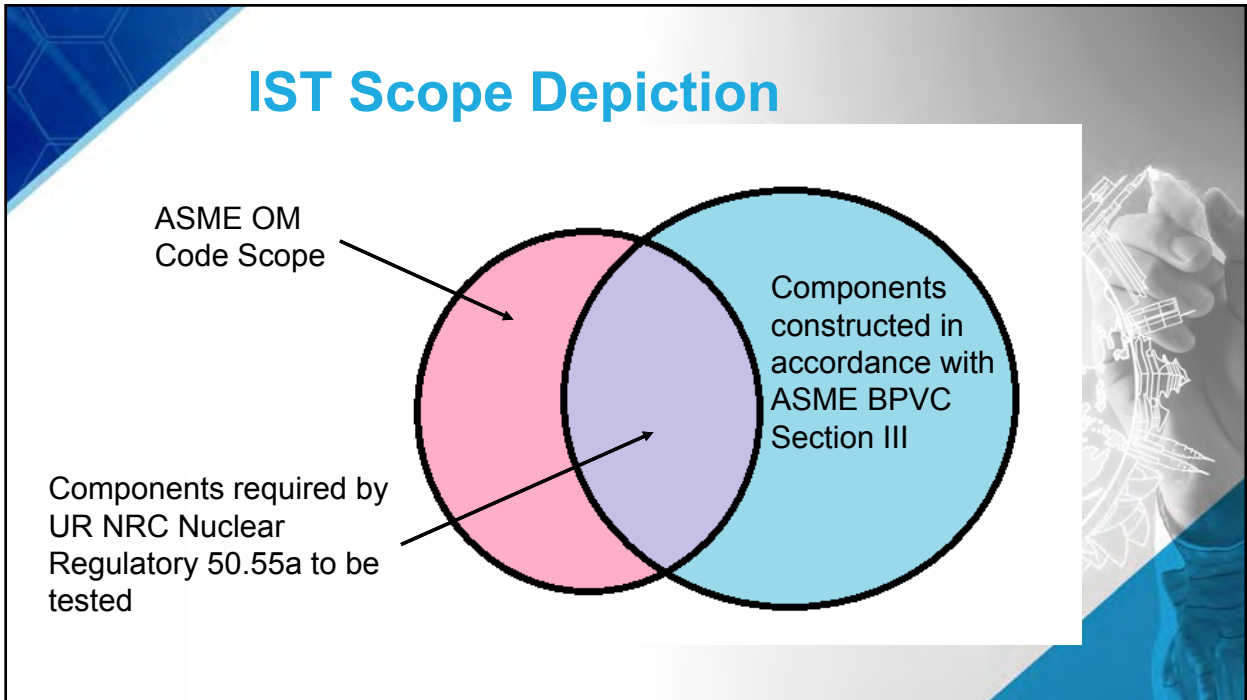 IST Scope Depiction
ASME OM
Code Scope
Components
constructed in
accordance with
ASME BPVC
Section III
Components required by
UR NRC Nuclear
Regulatory 50.55a to be
tested